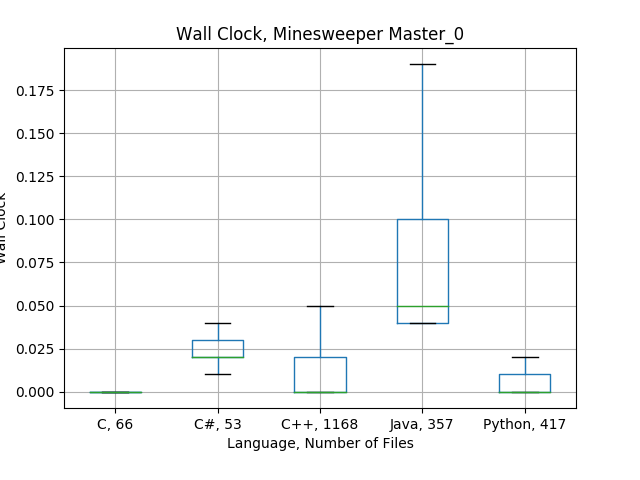 Wall Clock, Minesweeper Master_0
0.175
0.150
0.125
0.100
0.075
0.050
0.025
0.000
Wall Clock
C, 66 C#, 53 C++, 1168 Java, 357 Python, 417
Language, Number of Files